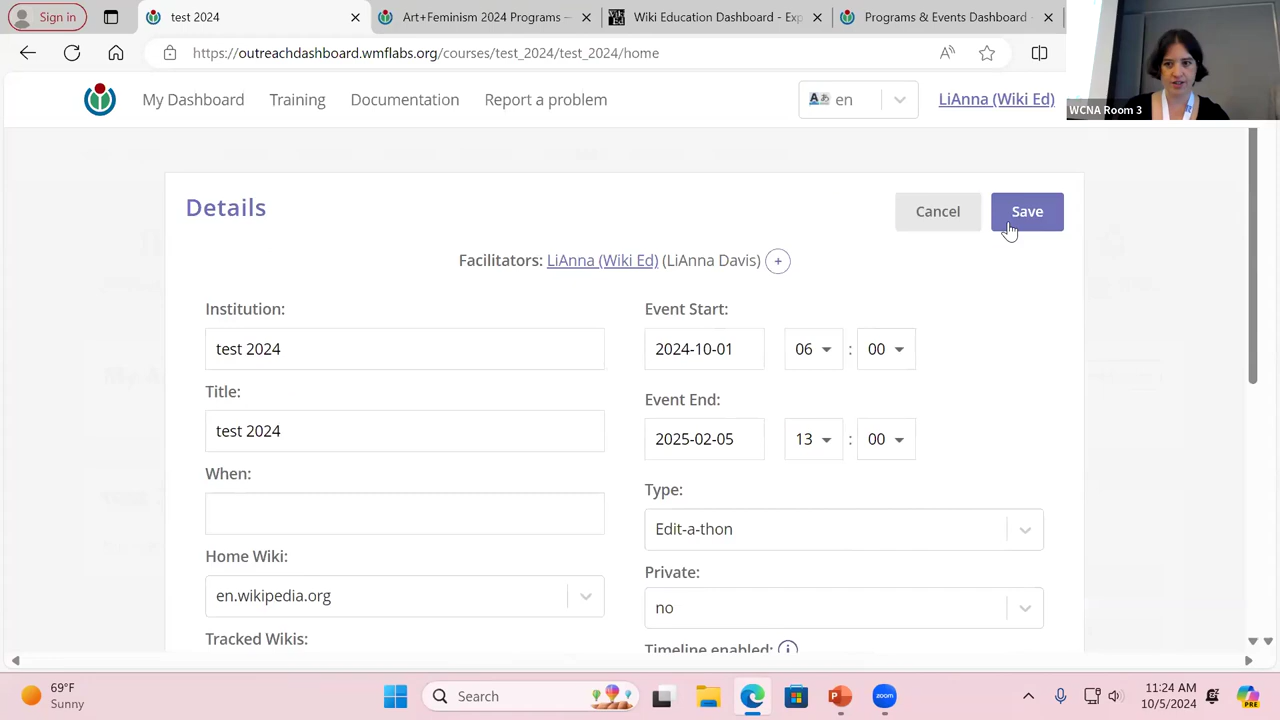 Sign in
test 2024
Art+Feminism 2024 Programs –
Wiki Education Dashboard - Exp
Programs & Events Dashboard -
https://outreachdashboard.wmflabs.org/courses/test_2024/test_2024/home
My Dashboard
Training
Documentation
Report a problem
en
LiAnna (Wiki Ed)
WCNA Room 3
Details
Cancel
Save
Facilitators: LiAnna (Wiki Ed) (LiAnna Davis) +
Institution:
test 2024
Title:
test 2024
When:
Home Wiki:
en.wikipedia.org
Tracked Wikis:
Event Start:
2024-10-01 06 : 00
Event End:
2025-02-05 13 : 00
Type:
Edit-a-thon
Private:
no
Timeline enabled:
69°F
Sunny
Search
11:24 AM
10/5/2024